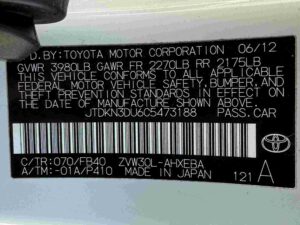 MFD.BY:TOYOTA MOTOR CORPORATION 06/12
GVWR 3980LB GAWR FR 2270LB RR 2175LB
THIS VEHICLE CONFORMS TO ALL APPLICABLE
FEDERAL MOTOR VEHICLE SAFETY, BUMPER,
AND THEFT PREVENTION STANDARDS IN
EFFECT ON THE DATE OF MANUFACTURE
SHOWN ABOVE.
JTDKN3DU6C5473188 PASS.CAR
C/TR:070/FB40 ZVW30L-AHXEBA
A/TM:-01A/P410 MADE IN JAPAN 121 A
TOYOTA